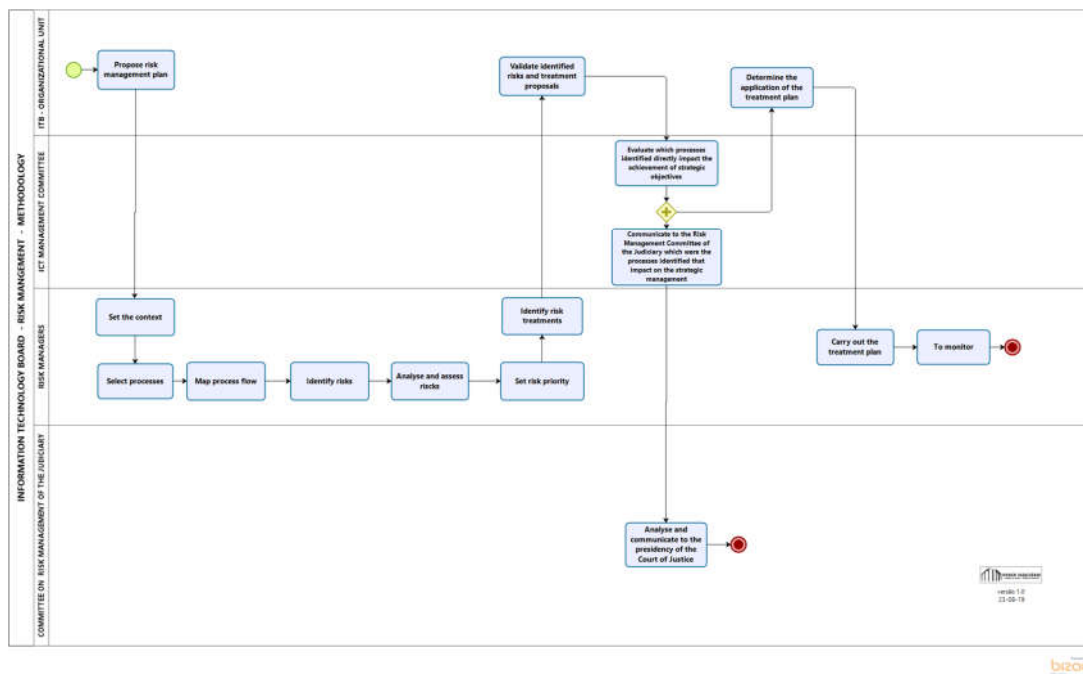 INFORMATION TECHNOLOGY BOARD - RISK MANGEMENT - METHODOLOGY
ITB - ORGANIZATIONAL UNIT
Propose risk
management plan
Validate identified
risks and treatment
proposals
Determine the
application of the
treatment plan
ICT MANAGEMENT COMMITTEE
Evaluate which processes
identified directly impact the
achievement of strategic
objectives
Communicate to the Risk
Management Committee of
the Judiciary which were the
processes identified that
impact on the strategic
management
RISK MANAGERS
Set the context
Select processes
Map process flow
Identify risks
Analyse and assess
riscks
Set risk priority
Identify risk
treatments
Carry out the
treatment plan
To monitor
COMMITTEE ON RISK MANAGEMENT OF THE JUDICIARY
Analyse and
communicate to the
presidency of the
Court of Justice
versão 1.0